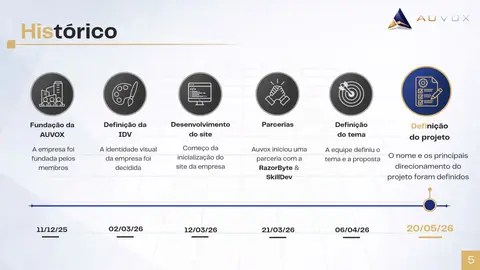 Histórico
AUVOX
Fundação da
AUVOX
A empresa foi
fundada pelos
membros
Definição da
IDV
A identidade visual
da empresa foi
decidida
Desenvolvimento
do site
Começo da
inicialização do
site da empresa
Parcerias
Auvox iniciou uma
parceria com a
RazorByte &
SkillDev
Definição
do tema
A equipe definiu o
tema e a proposta
Definição
do projeto
O nome e os principais
direcionamento do
projeto foram definidos
11/12/25
02/03/26
12/03/26
21/03/26
06/04/26
20/05/26
5